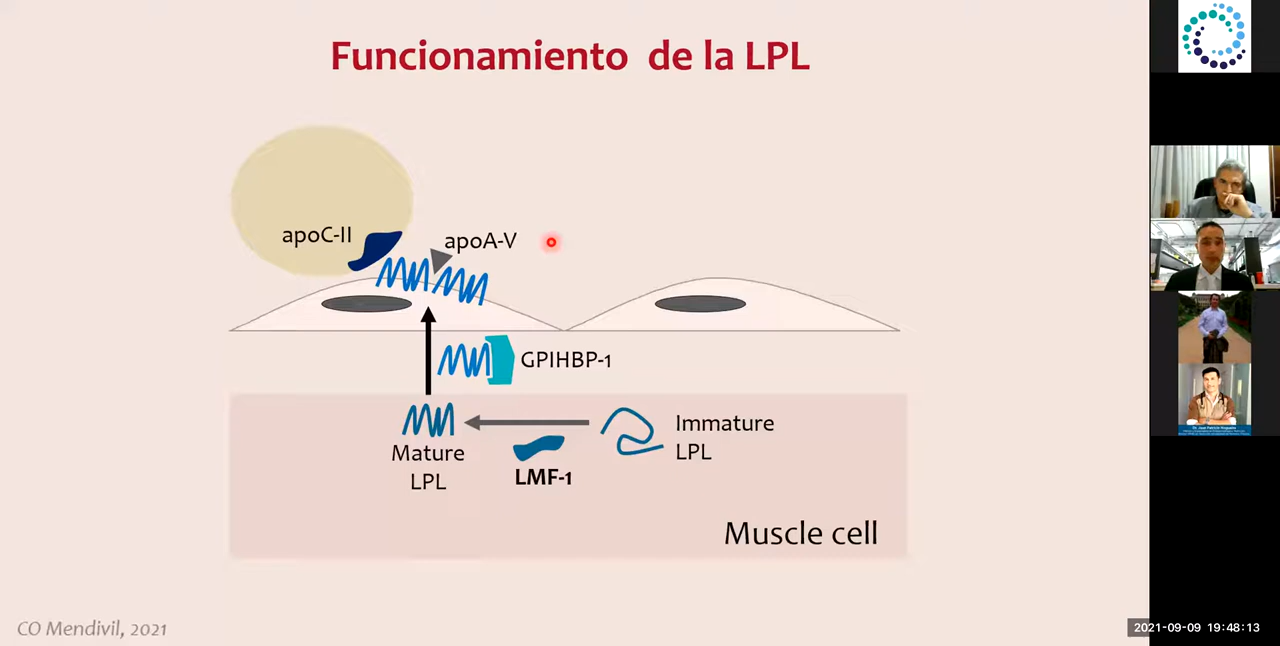 Funcionamiento de la LPL
apoC-II
apoA-V
GPIHBP-1
Mature
LPL
LMF-1
Immature
LPL
Muscle cell
CO Mendivil, 2021
2021-09-09 19:48:13